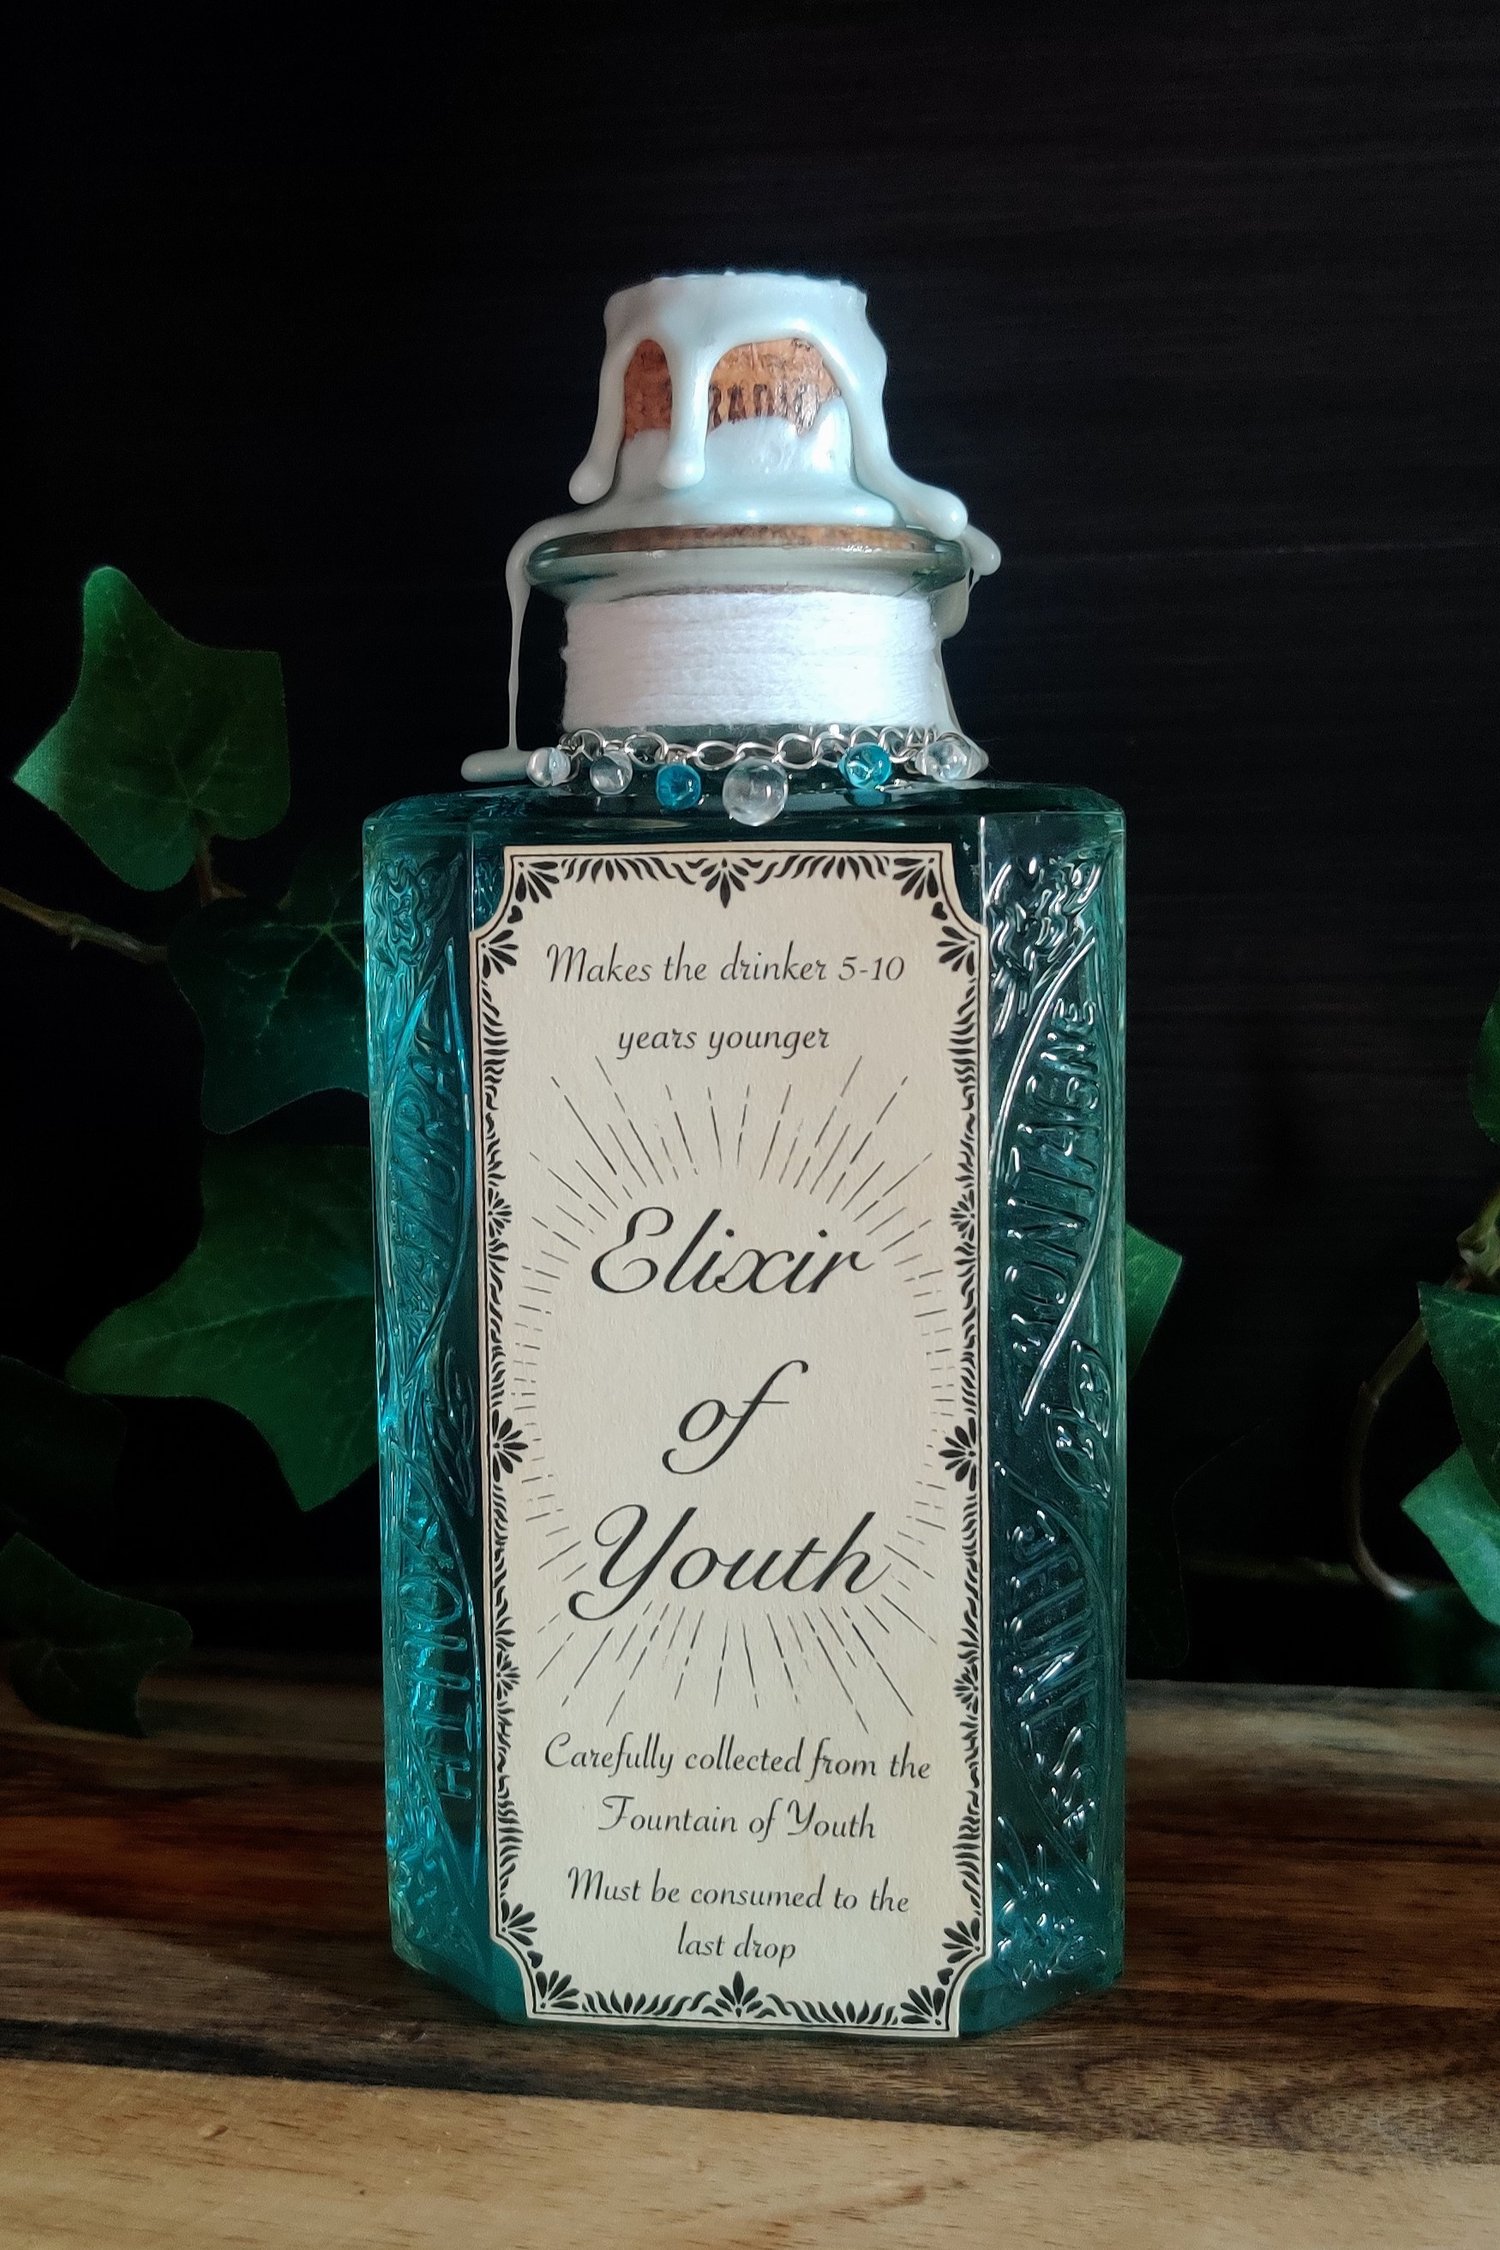 Makes the drinker 5-10
years younger
Elixir
of
Youth
Carefully collected from the
Fountain of Youth
Must be consumed to the
last drop